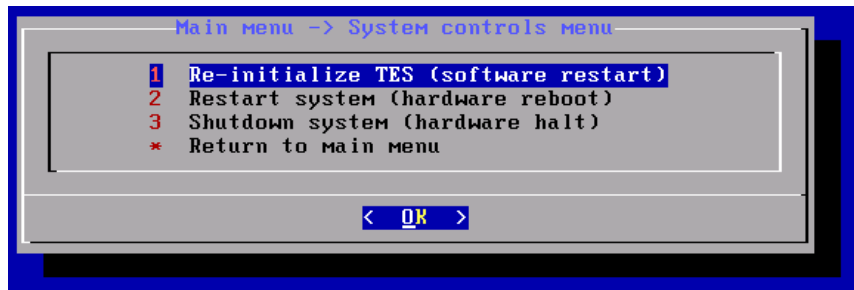 Main menu -> System controls menu
1 Re-initialize TES (software restart)
2 Restart system (hardware reboot)
3 Shutdown system (hardware halt)
* Return to main menu
< OK >